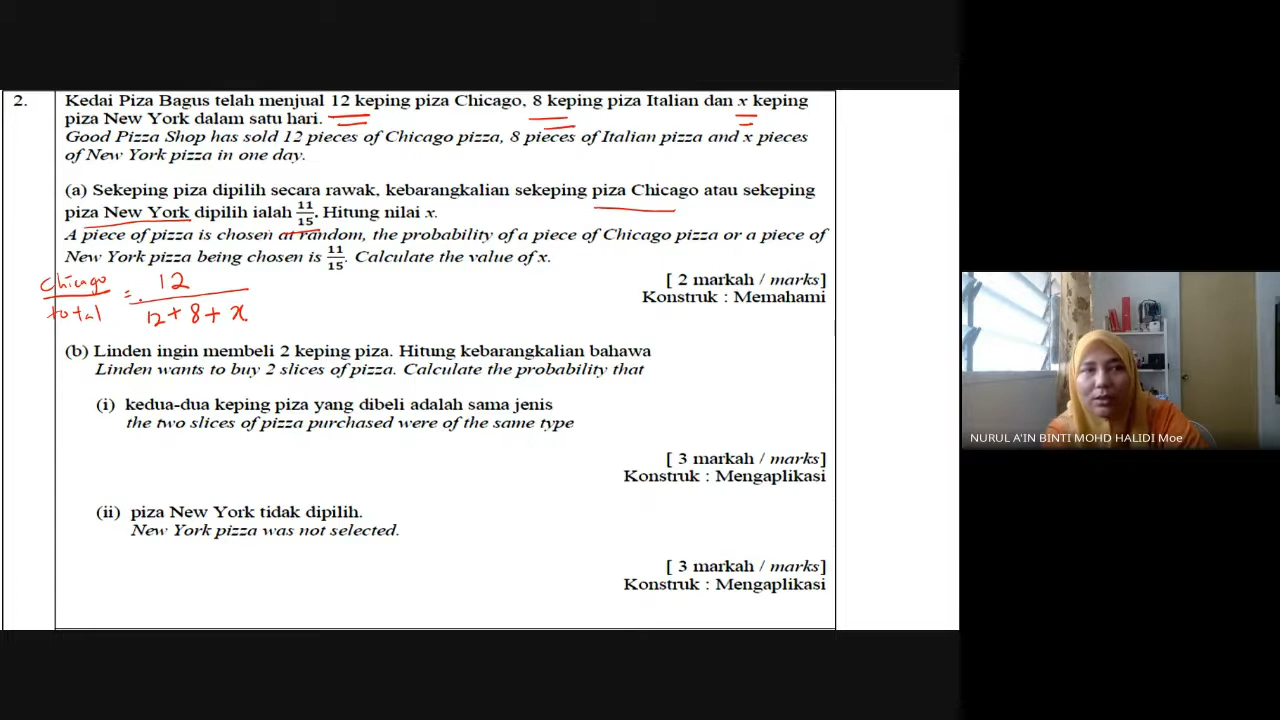 2.
Kedai Piza Bagus telah menjual 12 keping piza Chicago, 8 keping piza Italian dan x keping
piza New York dalam satu hari.
Good Pizza Shop has sold 12 pieces of Chicago pizza, 8 pieces of Italian pizza and x pieces
of New York pizza in one day.
(a) Sekeping piza dipilih secara rawak, kebarangkalian sekeping piza Chicago atau sekeping
piza New York dipilih ialah 11/15. Hitung nilai x.
A piece of pizza is chosen at random, the probability of a piece of Chicago pizza or a piece of
New York pizza being chosen is 11/15. Calculate the value of x.
[ 2 markah / marks]
Konstruk : Memahami
Chicago/total = 12/(12 + 8 + x)
(b) Linden ingin membeli 2 keping piza. Hitung kebarangkalian bahawa
Linden wants to buy 2 slices of pizza. Calculate the probability that
(i) kedua-dua keping piza yang dibeli adalah sama jenis
the two slices of pizza purchased were of the same type
[ 3 markah / marks]
Konstruk : Mengaplikasi
(ii) piza New York tidak dipilih.
New York pizza was not selected.
[ 3 markah / marks]
Konstruk : Mengaplikasi
NURUL A'IN BINTI MOHD HALIDI Moe